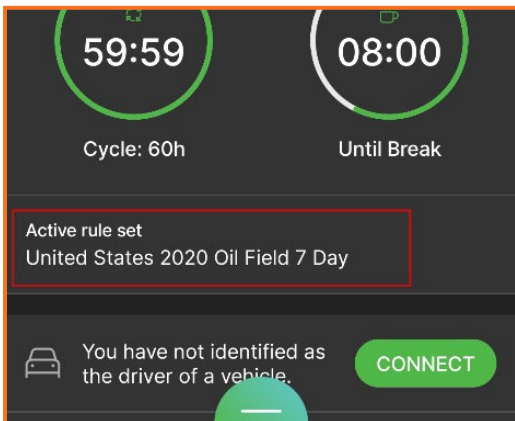 59:59
08:00
Cycle: 60h
Until Break
Active rule set
United States 2020 Oil Field 7 Day
You have not identified as
the driver of a vehicle.
CONNECT